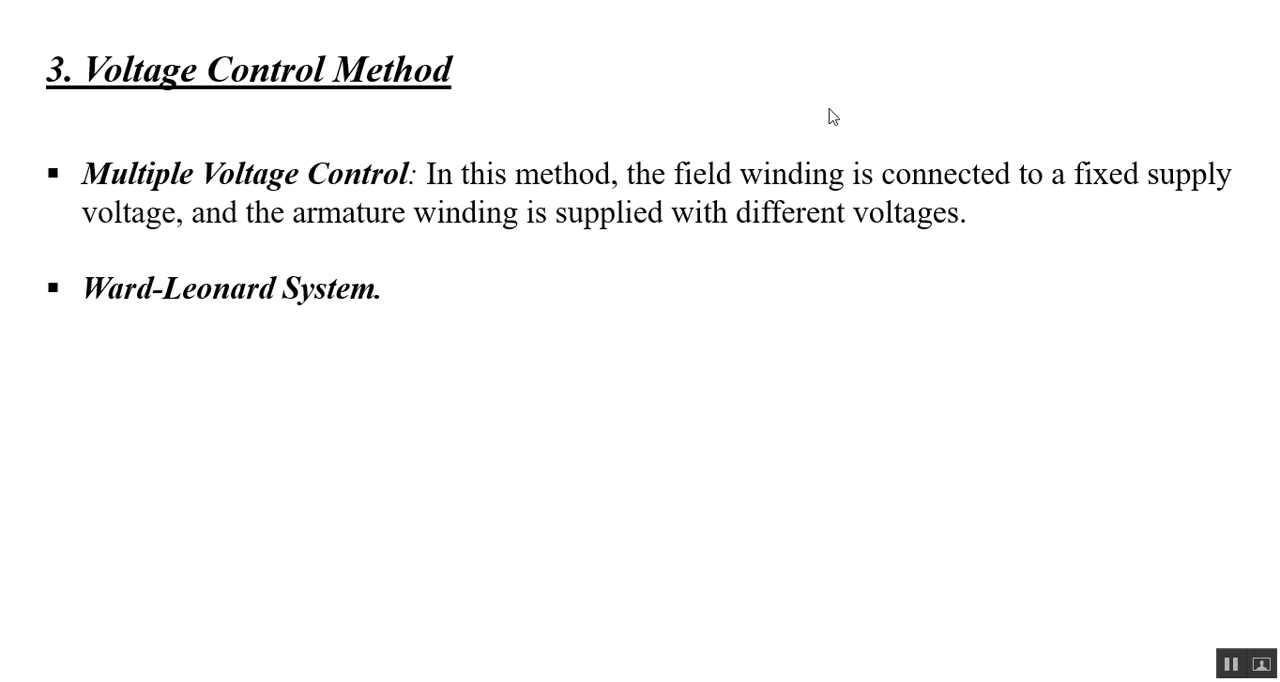 3. Voltage Control Method
▪ Multiple Voltage Control: In this method, the field winding is connected to a fixed supply
voltage, and the armature winding is supplied with different voltages.
▪ Ward-Leonard System.